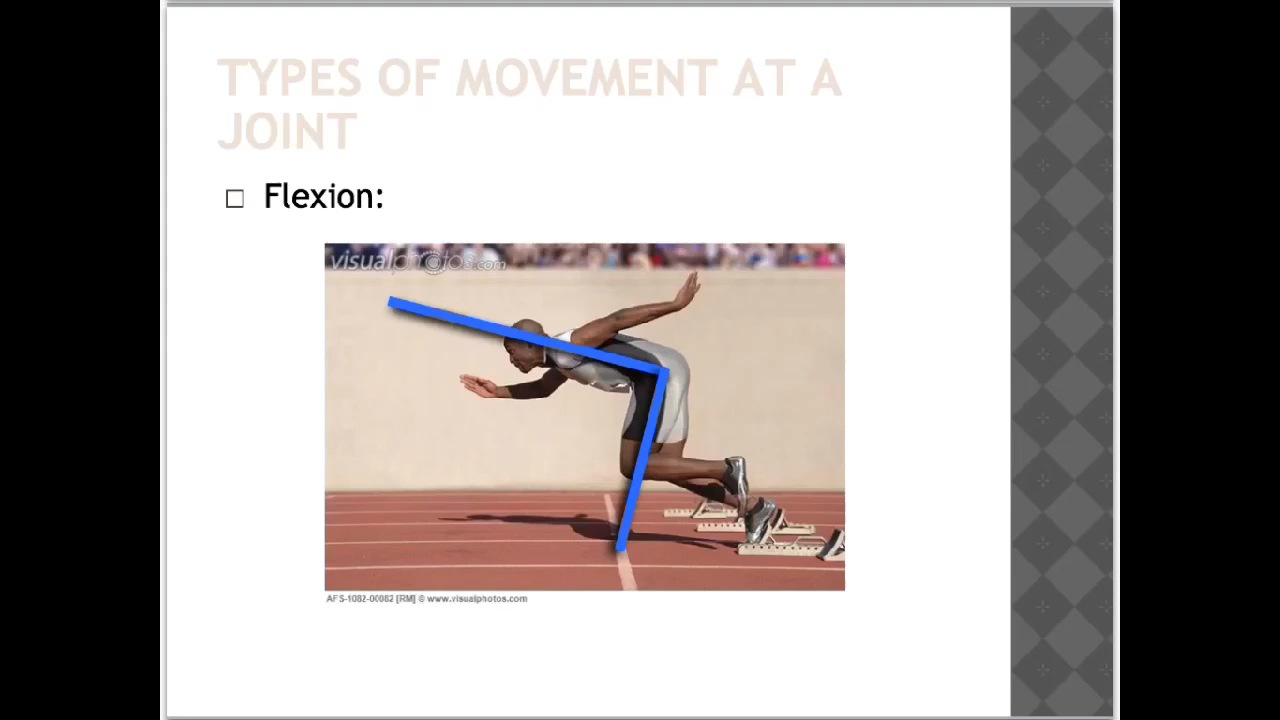 TYPES OF MOVEMENT AT A
JOINT
Flexion:
visualphotos.com
AFS-1082-00082 [RM] © www.visualphotos.com